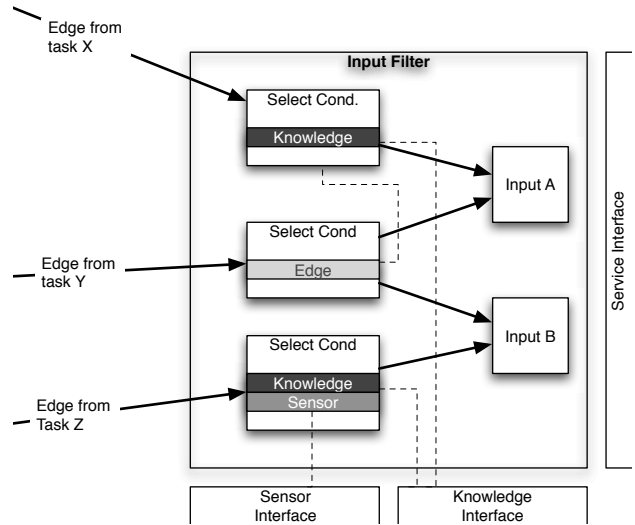 Edge from
task X
Input Filter
Select Cond.
Knowledge
Input A
Select Cond
Edge
Edge from
task Y
Service Interface
Input B
Select Cond
Knowledge
Sensor
Edge from
Task Z
Sensor
Interface
Knowledge
Interface